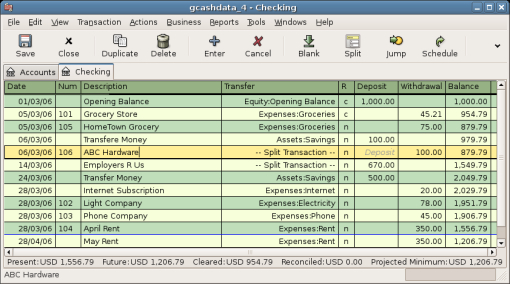 gcashdata_4 - Checking
File Edit View Transaction Actions Business Reports Tools Windows Help
Save Close Duplicate Delete Enter Cancel Blank Split Jump Schedule
Accounts Checking
Date Num Description Transfer R Deposit Withdrawal Balance
01/03/06 Opening Balance Equity:Opening Balance c 1,000.00 1,000.00
05/03/06 101 Grocery Store Expenses:Groceries c 45.21 954.79
05/03/06 105 HomeTown Grocery Expenses:Groceries n 75.00 879.79
06/03/06 Transfere Money Assets:Savings n 100.00 979.79
06/03/06 106 ABC Hardware -- Split Transaction -- n Deposit 100.00 879.79
14/03/06 Employers R Us -- Split Transaction -- n 670.00 1,549.79
24/03/06 Transfer Money Assets:Savings n 500.00 2,049.79
28/03/06 Internet Subscription Expenses:Internet n 20.00 2,029.79
28/03/06 102 Light Company Expenses:Electricity n 78.00 1,951.79
28/03/06 103 Phone Company Expenses:Phone n 45.00 1,906.79
28/03/06 104 April Rent Expenses:Rent n 350.00 1,556.79
28/04/06 May Rent Expenses:Rent n 350.00 1,206.79
Present: USD 1,556.79 Future: USD 1,206.79 Cleared: USD 954.79 Reconciled: USD 0.00 Projected Minimum: USD 1,206.79
ABC Hardware